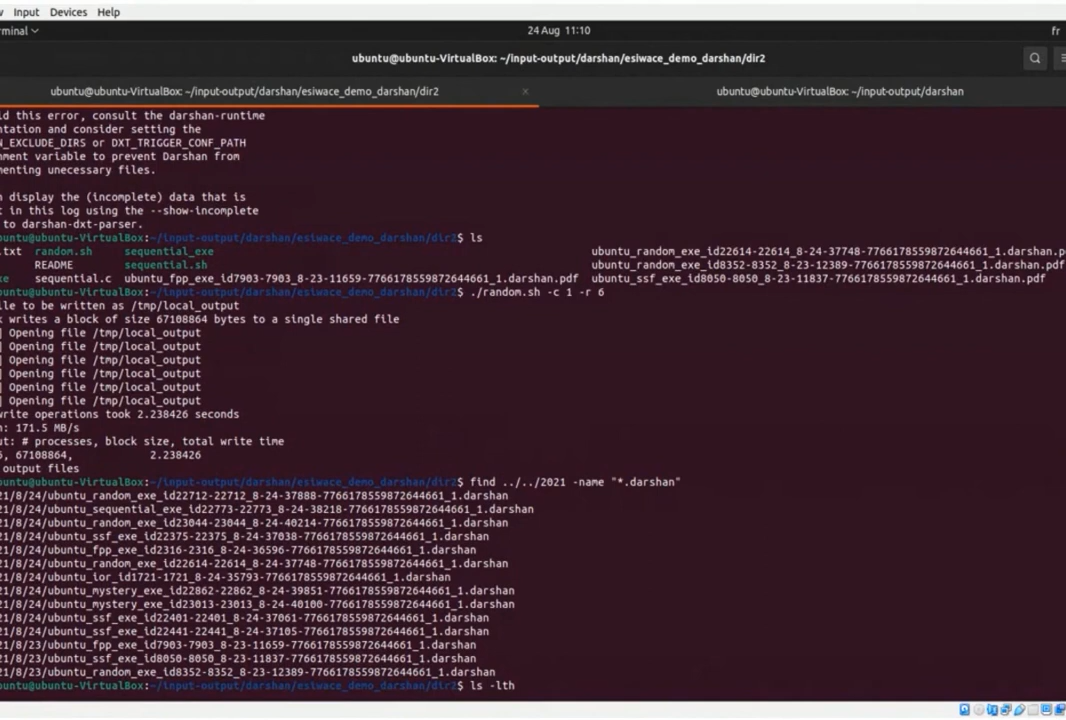 Input Devices Help
rminal
24 Aug 11:10
fr
ubuntu@ubuntu-VirtualBox: ~/input-output/darshan/esiwace_demo_darshan/dir2
ubuntu@ubuntu-VirtualBox: ~/input-output/darshan/esiwace_demo_darshan/dir2 ×
ubuntu@ubuntu-VirtualBox: ~/input-output/darshan
ld this error, consult the darshan-runtime
ntation and consider setting the
N_EXCLUDE_DIRS or DXT_TRIGGER_CONF_PATH
nment variable to prevent Darshan from
menting unecessary files.
n display the (incomplete) data that is
t in this log using the --show-incomplete
to darshan-dxt-parser.
buntu@ubuntu-VirtualBox:~/input-output/darshan/esiwace_demo_darshan/dir2$ ls
.txt random.sh sequential_exe ubuntu_random_exe_id22614-22614_8-24-37748-7766178559872644661_1.darshan.p
README sequential.sh ubuntu_random_exe_id8352-8352_8-23-12389-7766178559872644661_1.darshan.pdf
xe sequential.c ubuntu_fpp_exe_id7903-7903_8-23-11659-7766178559872644661_1.darshan.pdf ubuntu_ssf_exe_id8050-8050_8-23-11837-7766178559872644661_1.darshan.pdf
buntu@ubuntu-VirtualBox:~/input-output/darshan/esiwace_demo_darshan/dir2$ ./random.sh -c 1 -r 6
ile to be written as /tmp/local_output
k writes a block of size 67108864 bytes to a single shared file
| Opening file /tmp/local_output
| Opening file /tmp/local_output
| Opening file /tmp/local_output
| Opening file /tmp/local_output
| Opening file /tmp/local_output
| Opening file /tmp/local_output
write operations took 2.238426 seconds
h: 171.5 MB/s
ut: # processes, block size, total write time
6, 67108864, 2.238426
output files
buntu@ubuntu-VirtualBox:~/input-output/darshan/esiwace_demo_darshan/dir2$ find ../../2021 -name "*.darshan"
21/8/24/ubuntu_random_exe_id22712-22712_8-24-37888-7766178559872644661_1.darshan
21/8/24/ubuntu_sequential_exe_id22773-22773_8-24-38218-7766178559872644661_1.darshan
21/8/24/ubuntu_random_exe_id23044-23044_8-24-40214-7766178559872644661_1.darshan
21/8/24/ubuntu_ssf_exe_id22375-22375_8-24-37038-7766178559872644661_1.darshan
21/8/24/ubuntu_fpp_exe_id2316-2316_8-24-36596-7766178559872644661_1.darshan
21/8/24/ubuntu_random_exe_id22614-22614_8-24-37748-7766178559872644661_1.darshan
21/8/24/ubuntu_ior_id1721-1721_8-24-35793-7766178559872644661_1.darshan
21/8/24/ubuntu_mystery_exe_id22862-22862_8-24-39851-7766178559872644661_1.darshan
21/8/24/ubuntu_mystery_exe_id23013-23013_8-24-40100-7766178559872644661_1.darshan
21/8/24/ubuntu_ssf_exe_id22401-22401_8-24-37061-7766178559872644661_1.darshan
21/8/24/ubuntu_ssf_exe_id22441-22441_8-24-37105-7766178559872644661_1.darshan
21/8/23/ubuntu_fpp_exe_id7903-7903_8-23-11659-7766178559872644661_1.darshan
21/8/23/ubuntu_ssf_exe_id8050-8050_8-23-11837-7766178559872644661_1.darshan
21/8/23/ubuntu_random_exe_id8352-8352_8-23-12389-7766178559872644661_1.darshan
buntu@ubuntu-VirtualBox:~/input-output/darshan/esiwace_demo_darshan/dir2$ ls -lth